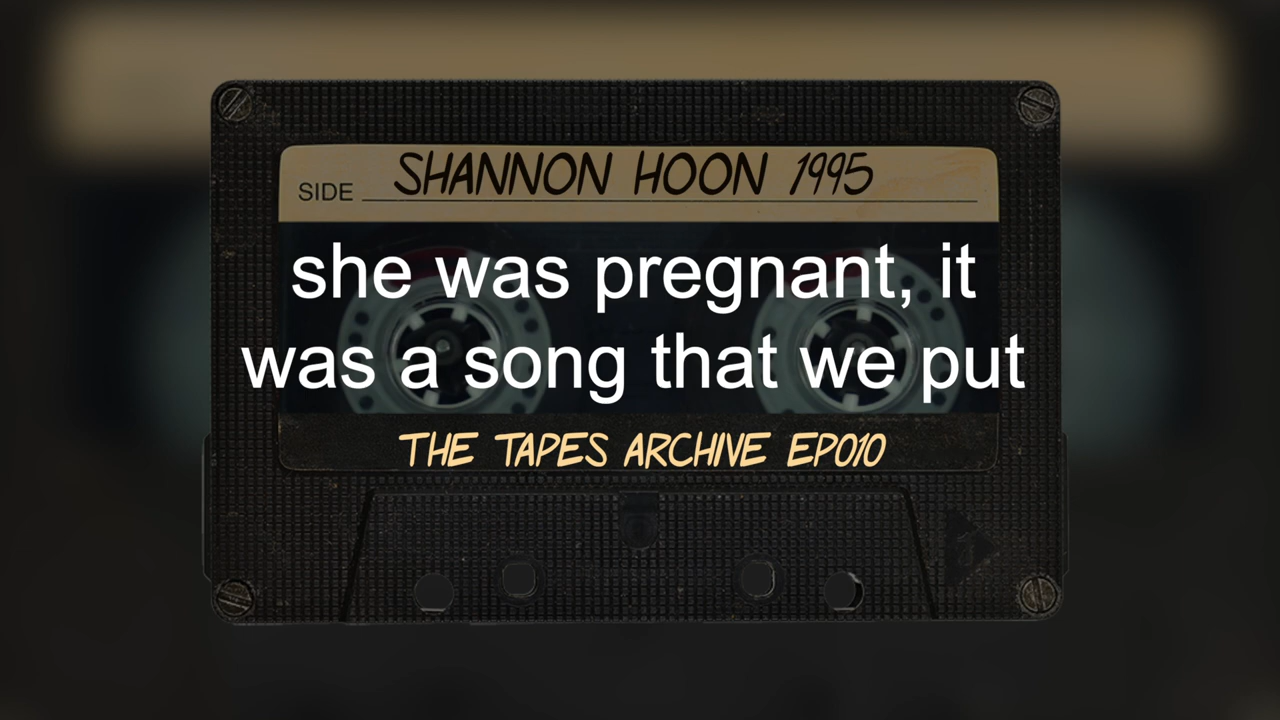 SHANNON HOON 1995
SIDE
she was pregnant, it
was a song that we put
THE TAPES ARCHIVE EP010